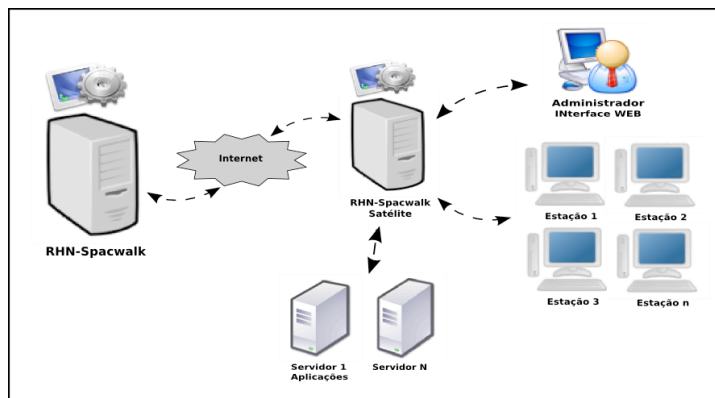 Internet
RHN-Spacwalk
RHN-Spacwalk
Satélite
Administrador
INterface WEB
Estação 1
Estação 2
Estação 3
Estação n
Servidor 1
Aplicações
Servidor N